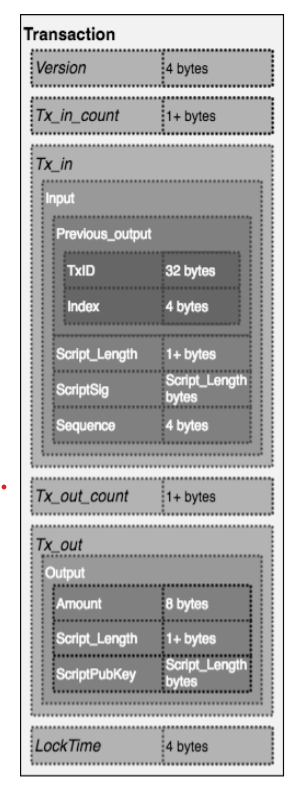 Transaction
Version 4 bytes
Tx_in_count 1+ bytes
Tx_in
Input
Previous_output
TxID 32 bytes
Index 4 bytes
Script_Length 1+ bytes
ScriptSig Script_Length bytes
Sequence 4 bytes
Tx_out_count 1+ bytes
Tx_out
Output
Amount 8 bytes
Script_Length 1+ bytes
ScriptPubKey Script_Length bytes
LockTime 4 bytes